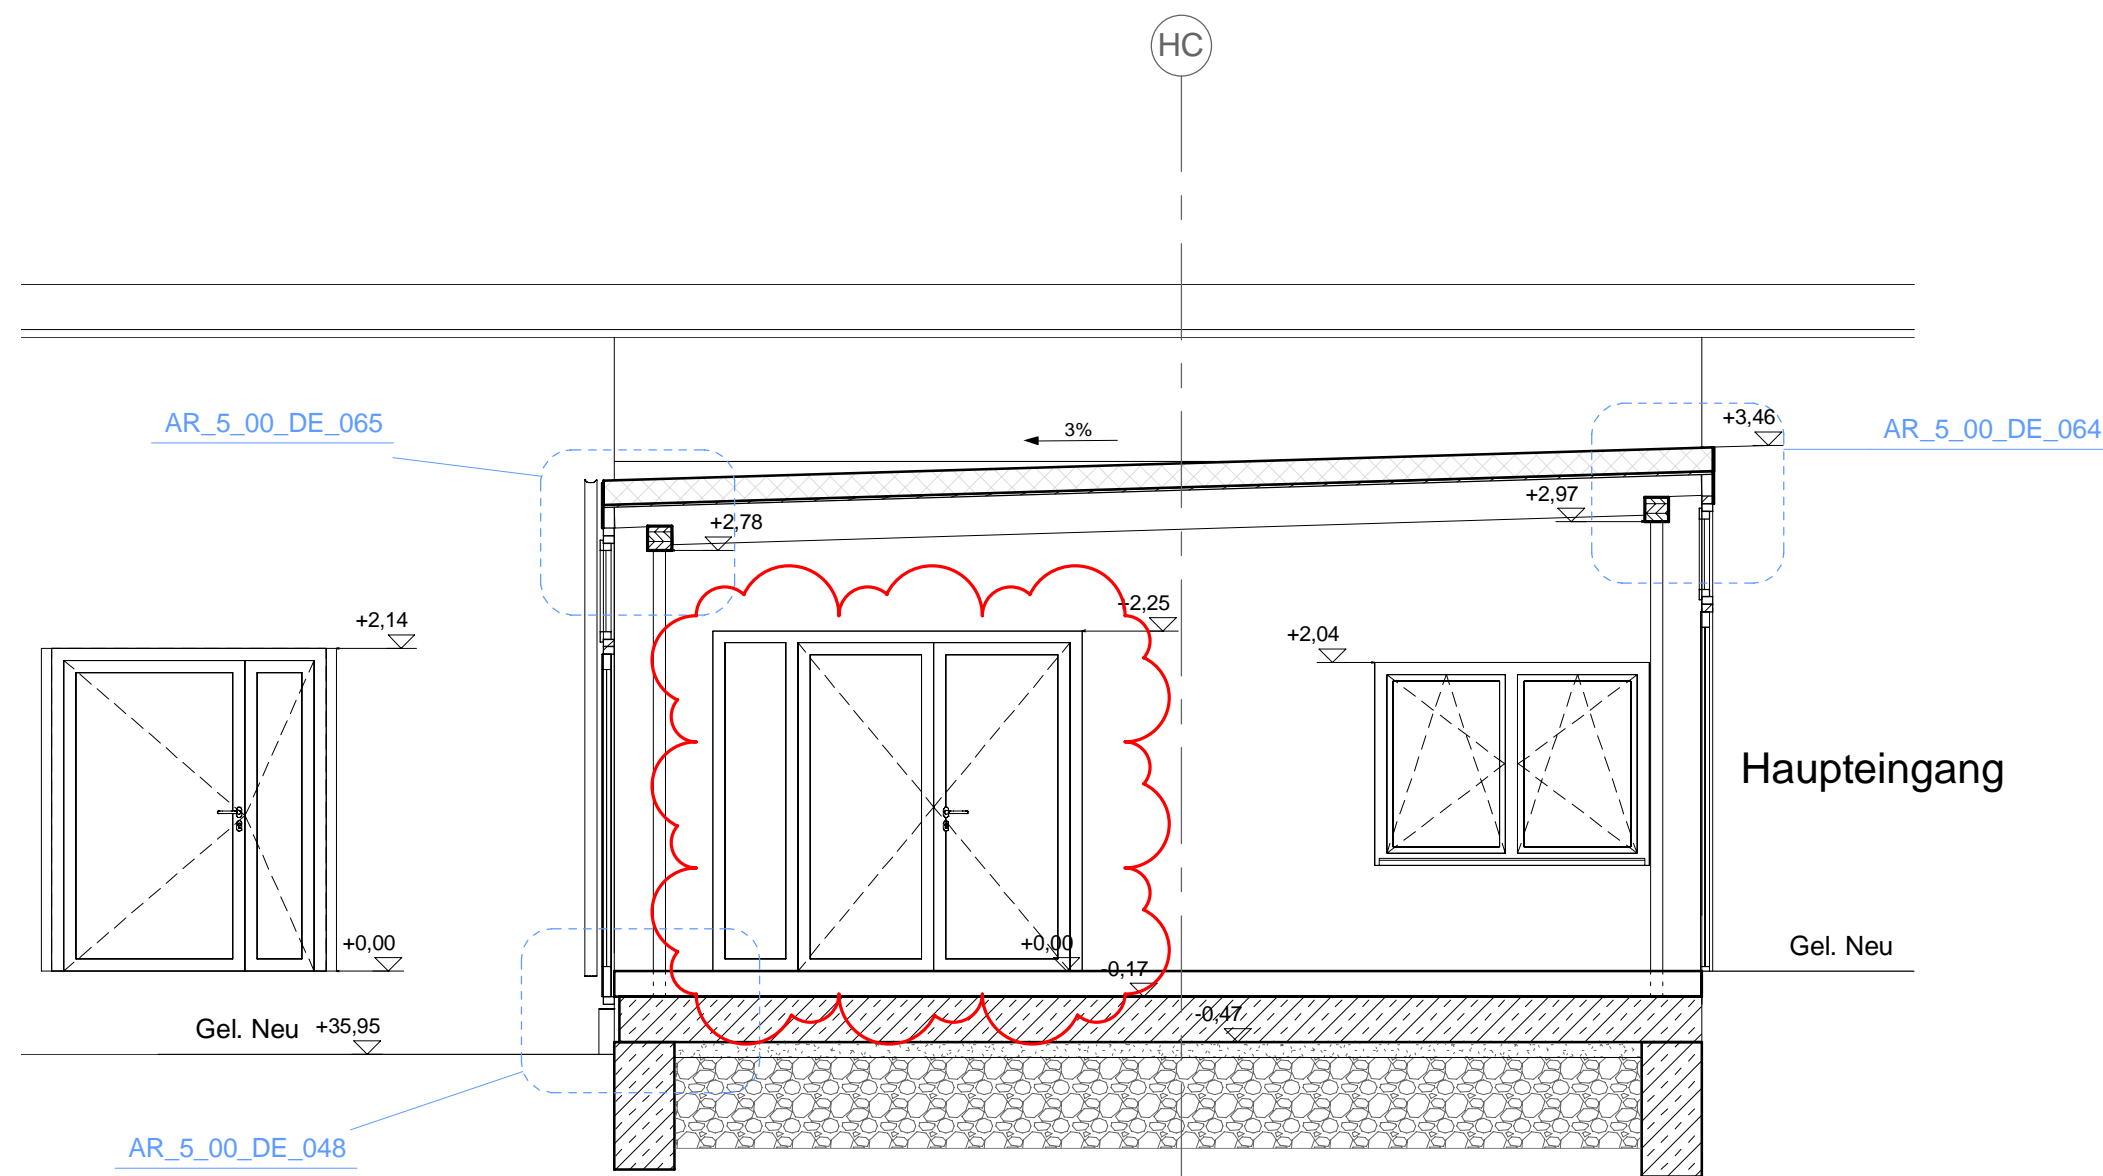 HC
AR_5_00_DE_065
3%
+3,46
AR_5_00_DE_064
+2,78
+2,97
+2,14
+2,25
+2,04
Haupteingang
+0,00
+0,00
-0,17
Gel. Neu
Gel. Neu +35,95
-0,47
AR_5_00_DE_048